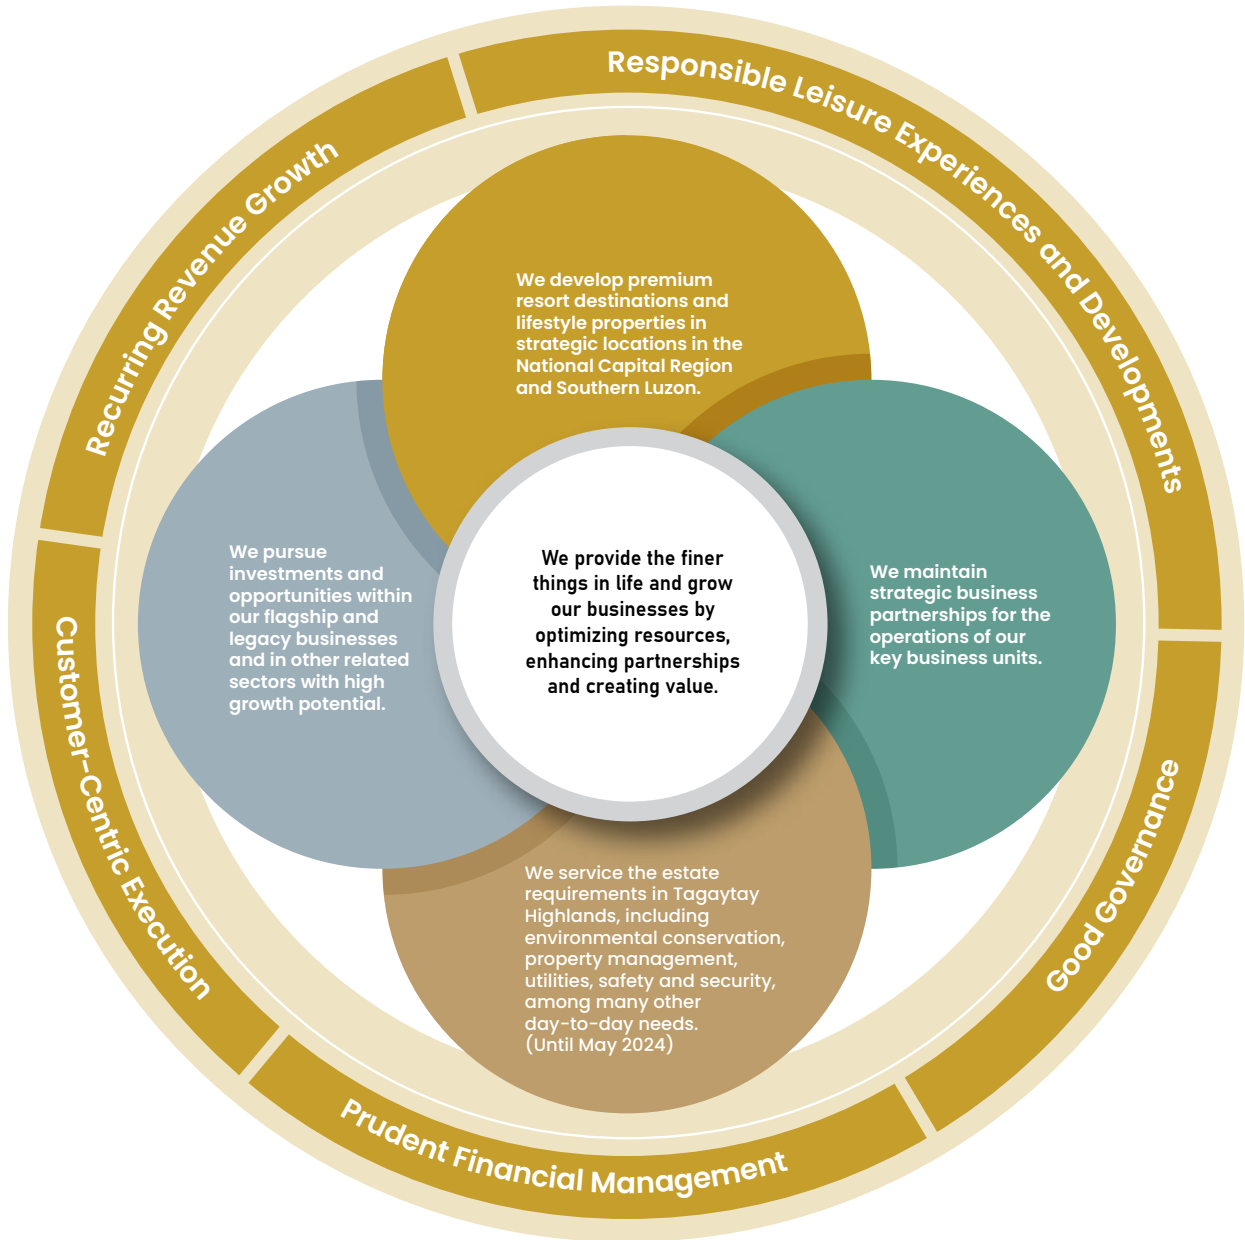 Responsible Leisure Experiences and Developments
Recurring Revenue Growth
We develop premium
resort destinations and
lifestyle properties in
strategic locations in the
National Capital Region
and Southern Luzon.
We pursue
investments and
opportunities within
our flagship and
legacy businesses
and in other related
sectors with high
growth potential.
We provide the finer
things in life and grow
our businesses by
optimizing resources,
enhancing partnerships
and creating value.
We maintain
strategic business
partnerships for the
operations of our
key business units.
Customer-Centric Execution
Good Governance
We service the estate
requirements in Tagaytay
Highlands, including
environmental conservation,
property management,
utilities, safety and security,
among many other
day-to-day needs.
(Until May 2024)
Prudent Financial Management